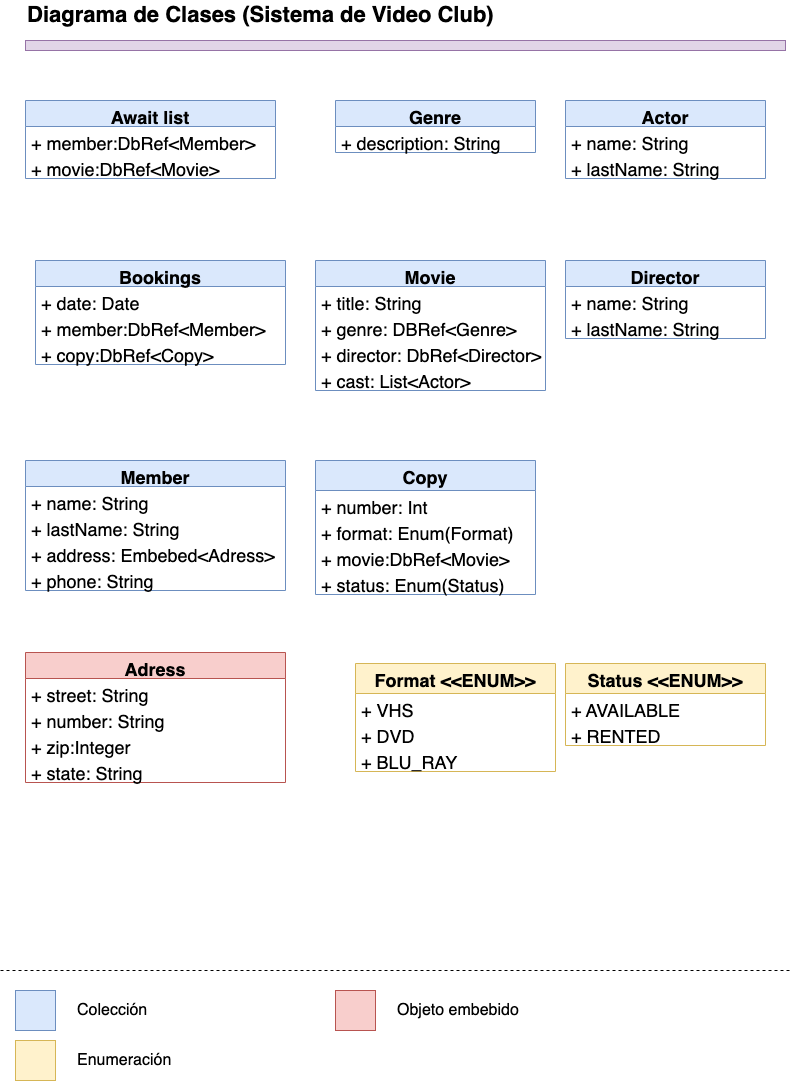 Diagrama de Clases (Sistema de Video Club)
Await list
+ member:DbRef<Member>
+ movie:DbRef<Movie>
Genre
+ description: String
Actor
+ name: String
+ lastName: String
Bookings
+ date: Date
+ member:DbRef<Member>
+ copy:DbRef<Copy>
Movie
+ title: String
+ genre: DBRef<Genre>
+ director: DbRef<Director>
+ cast: List<Actor>
Director
+ name: String
+ lastName: String
Member
+ name: String
+ lastName: String
+ address: Embebed<Adress>
+ phone: String
Copy
+ number: Int
+ format: Enum(Format)
+ movie:DbRef<Movie>
+ status: Enum(Status)
Adress
+ street: String
+ number: String
+ zip:Integer
+ state: String
Format <<ENUM>>
+ VHS
+ DVD
+ BLU_RAY
Status <<ENUM>>
+ AVAILABLE
+ RENTED
Colección
Objeto embebido
Enumeración